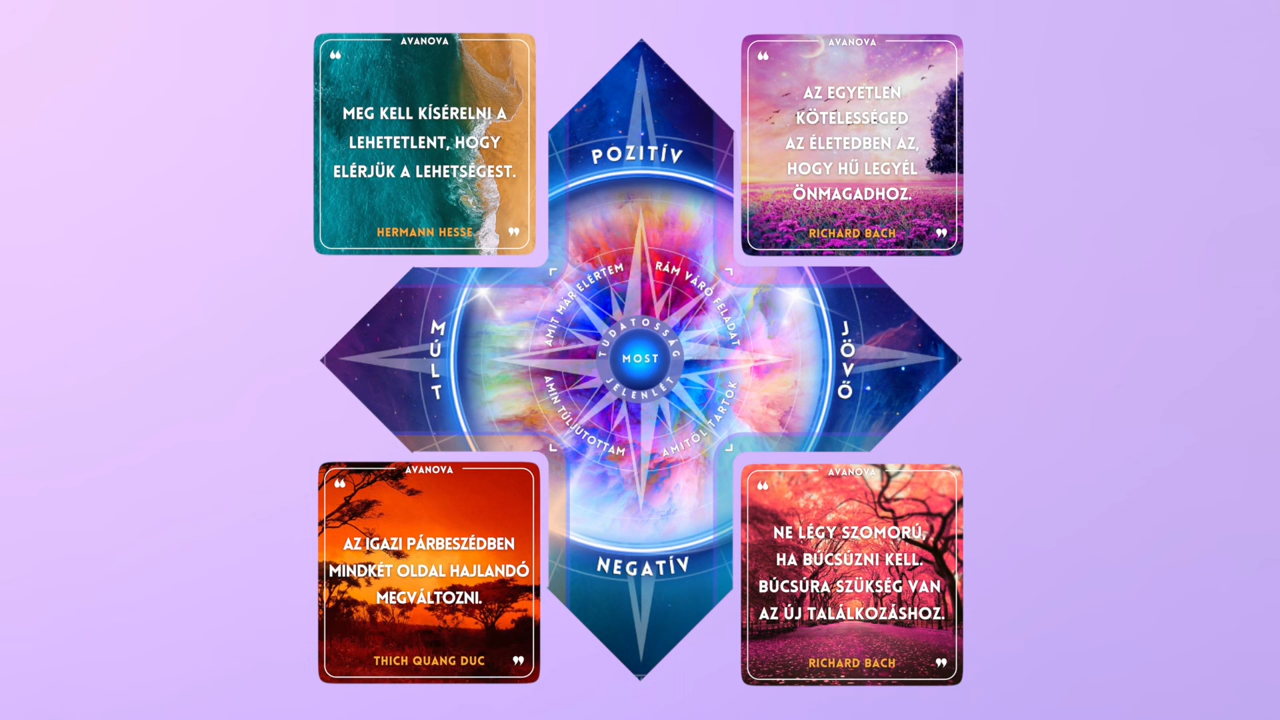 AVANOVA
MEG KELL KÍSÉRELNI A
LEHETETLENT, HOGY
ELÉRJÜK A LEHETSÉGEST.
HERMANN HESSE
AVANOVA
AZ EGYETLEN
KÖTELESSÉGED
AZ ÉLETEDBEN AZ,
HOGY HŰ LEGYÉL
ÖNMAGADHOZ.
RICHARD BACH
POZITÍV
MÚLT
AMIT MÁR ELÉRTEM
RÁM VÁRÓ FELADAT
TUDATOSSÁG
MOST
JELENLÉT
AMIN TÚLJUTOTTAM
AMITŐL TARTOK
JÖVŐ
NEGATÍV
AVANOVA
AZ IGAZI PÁRBESZÉDBEN
MINDKÉT OLDAL HAJLANDÓ
MEGVÁLTOZNI.
THICH QUANG DUC
AVANOVA
NE LÉGY SZOMORÚ,
HA BÚCSÚZNI KELL.
BÚCSÚRA SZÜKSÉG VAN
AZ ÚJ TALÁLKOZÁSHOZ.
RICHARD BACH